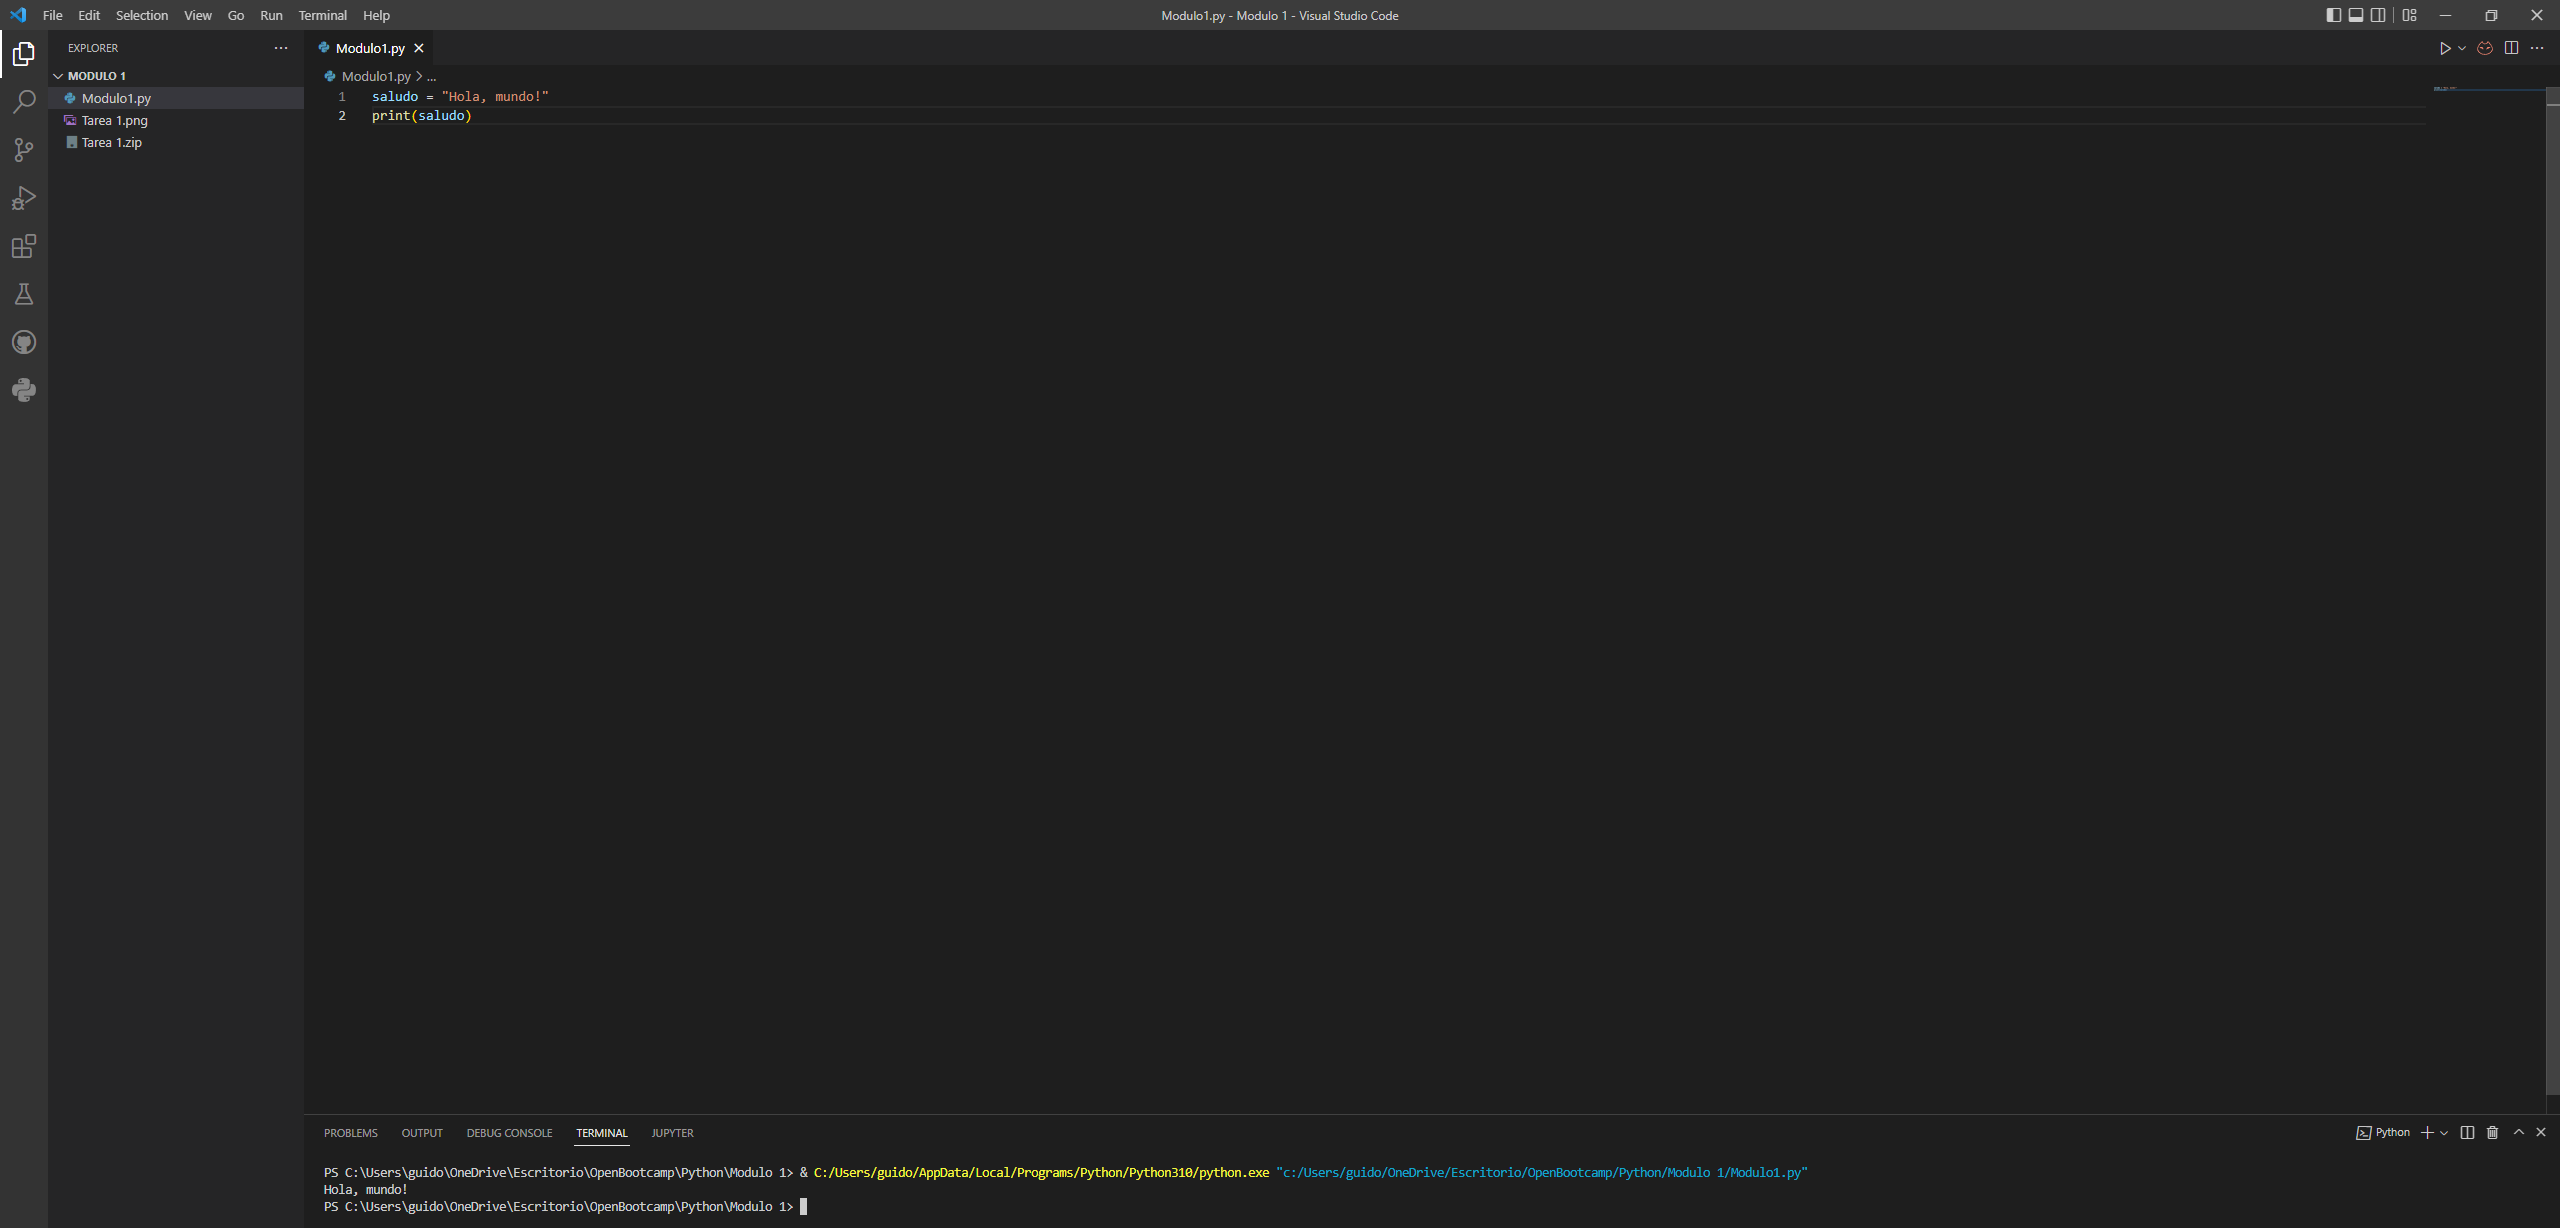 File Edit Selection View Go Run Terminal Help
Modulo1.py - Modulo 1 - Visual Studio Code
EXPLORER
Modulo1.py
MODULO 1
Modulo1.py
Tarea 1.png
Tarea 1.zip
Modulo1.py > ...
1 saludo = "Hola, mundo!"
2 print(saludo)
PROBLEMS OUTPUT DEBUG CONSOLE TERMINAL JUPYTER
Python
PS C:\Users\guido\OneDrive\Escritorio\OpenBootcamp\Python\Modulo 1> & C:/Users/guido/AppData/Local/Programs/Python/Python310/python.exe "c:/Users/guido/OneDrive/Escritorio/OpenBootcamp/Python/Modulo 1/Modulo1.py"
Hola, mundo!
PS C:\Users\guido\OneDrive\Escritorio\OpenBootcamp\Python\Modulo 1>